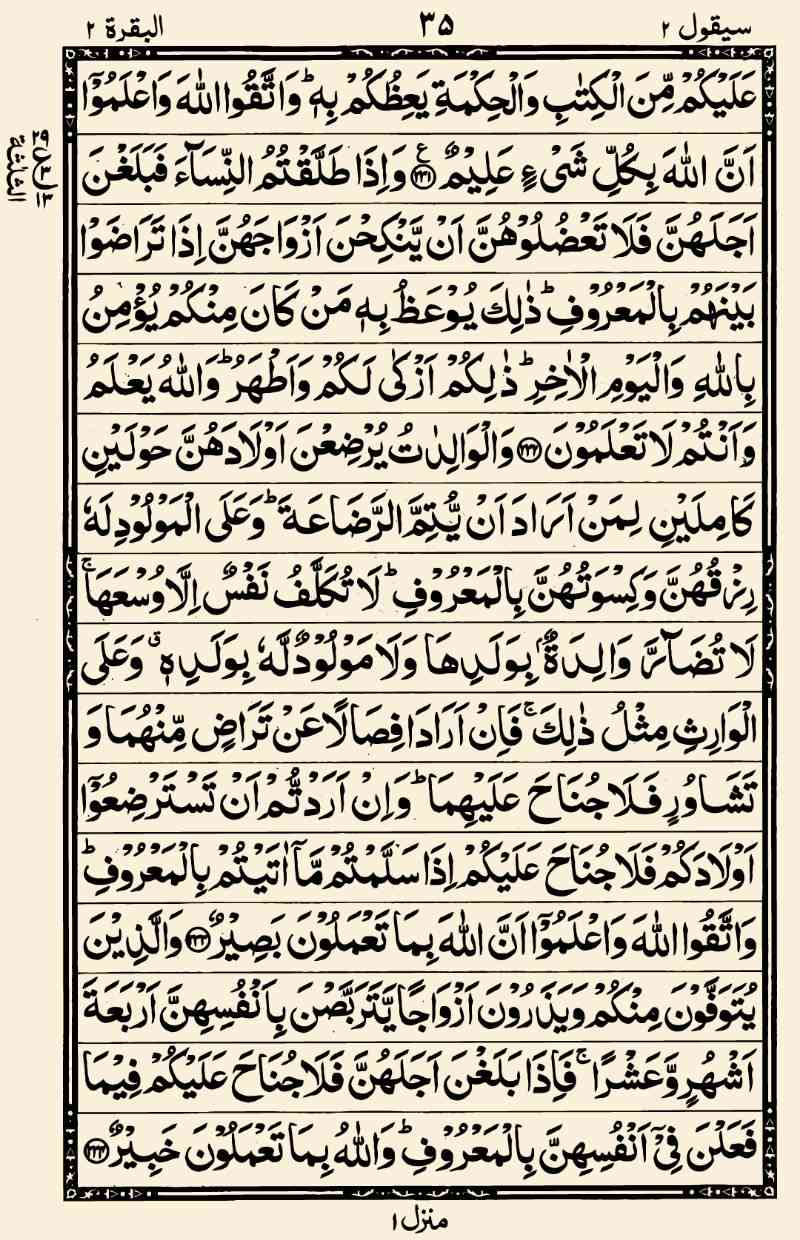 سيقول ٢
٣٥
البقرة ٢
عَلَيْكُمْ مِّنَ الْكِتٰبِ وَالْحِكْمَةِ يَعِظُكُمْ بِهٖ ؕ وَاتَّقُوا اللّٰهَ وَاعْلَمُوْۤا
اَنَّ اللّٰهَ بِكُلِّ شَیْءٍ عَلِيْمٌ ﴿۲۳۱﴾ ع وَاِذَا طَلَّقْتُمُ النِّسَآءَ فَبَلَغْنَ
اَجَلَهُنَّ فَلَا تَعْضُلُوْهُنَّ اَنْ يَّنْكِحْنَ اَزْوَاجَهُنَّ اِذَا تَرَاضَوْا
بَيْنَهُمْ بِالْمَعْرُوْفِ ؕ ذٰلِكَ يُوْعَظُ بِهٖ مَنْ كَانَ مِنْكُمْ يُؤْمِنُ
بِاللّٰهِ وَالْيَوْمِ الْاٰخِرِ ؕ ذٰلِكُمْ اَزْكٰى لَكُمْ وَاَطْهَرُ ؕ وَاللّٰهُ يَعْلَمُ
وَاَنْتُمْ لَا تَعْلَمُوْنَ ﴿۲۳۲﴾ وَالْوَالِدٰتُ يُرْضِعْنَ اَوْلَادَهُنَّ حَوْلَيْنِ
كَامِلَيْنِ لِمَنْ اَرَادَ اَنْ يُّتِمَّ الرَّضَاعَةَ ؕ وَعَلَى الْمَوْلُوْدِ لَهٗ
رِزْقُهُنَّ وَكِسْوَتُهُنَّ بِالْمَعْرُوْفِ ؕ لَا تُكَلَّفُ نَفْسٌ اِلَّا وُسْعَهَا ۚ
لَا تُضَآرَّ وَالِدَةٌۢ بِوَلَدِهَا وَلَا مَوْلُوْدٌ لَّهٗ بِوَلَدِهٖ ۗ وَعَلَى
الْوَارِثِ مِثْلُ ذٰلِكَ ۚ فَاِنْ اَرَادَا فِصَالًا عَنْ تَرَاضٍ مِّنْهُمَا وَ
تَشَاوُرٍ فَلَا جُنَاحَ عَلَيْهِمَا ؕ وَاِنْ اَرَدْتُّمْ اَنْ تَسْتَرْضِعُوْۤا
اَوْلَادَكُمْ فَلَا جُنَاحَ عَلَيْكُمْ اِذَا سَلَّمْتُمْ مَّاۤ اٰتَيْتُمْ بِالْمَعْرُوْفِ ؕ
وَاتَّقُوا اللّٰهَ وَاعْلَمُوْۤا اَنَّ اللّٰهَ بِمَا تَعْمَلُوْنَ بَصِيْرٌ ﴿۲۳۳﴾ وَالَّذِيْنَ
يُتَوَفَّوْنَ مِنْكُمْ وَيَذَرُوْنَ اَزْوَاجًا يَّتَرَبَّصْنَ بِاَنْفُسِهِنَّ اَرْبَعَةَ
اَشْهُرٍ وَّعَشْرًا ۚ فَاِذَا بَلَغْنَ اَجَلَهُنَّ فَلَا جُنَاحَ عَلَيْكُمْ فِيْمَا
فَعَلْنَ فِیْۤ اَنْفُسِهِنَّ بِالْمَعْرُوْفِ ؕ وَاللّٰهُ بِمَا تَعْمَلُوْنَ خَبِيْرٌ ﴿۲۳۴﴾
الثلثة
منزل ١